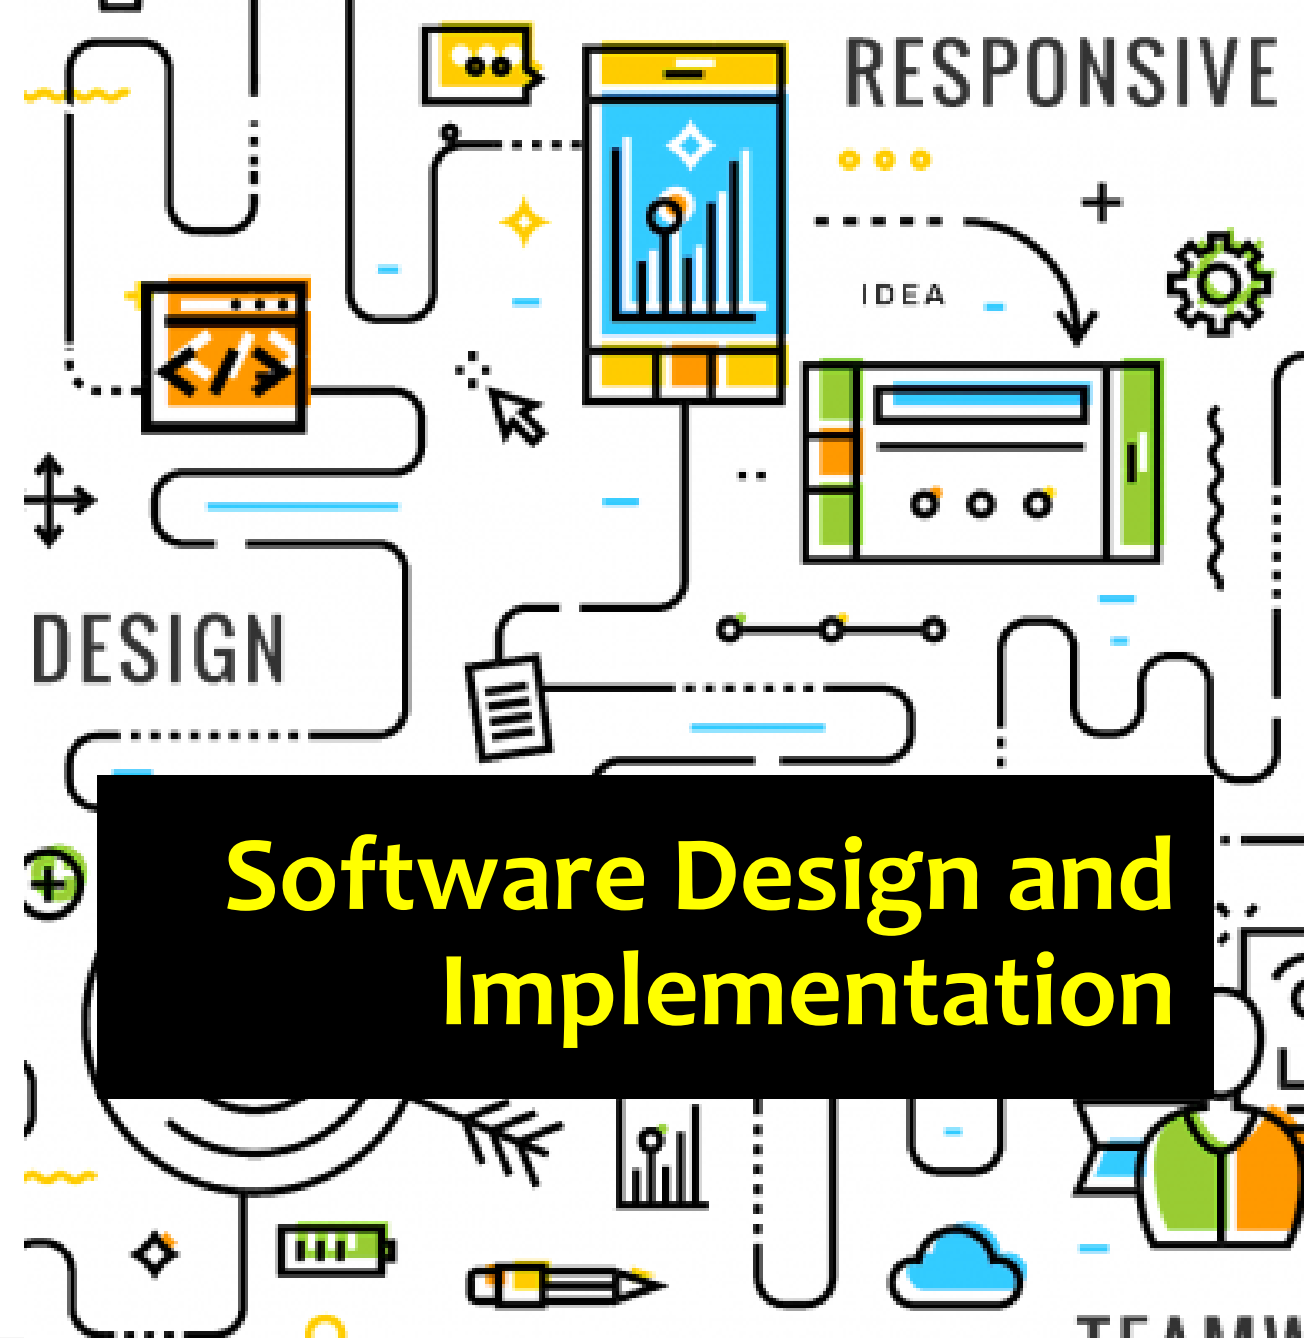 RESPONSIVE
IDEA
</>
DESIGN
Software Design and
Implementation